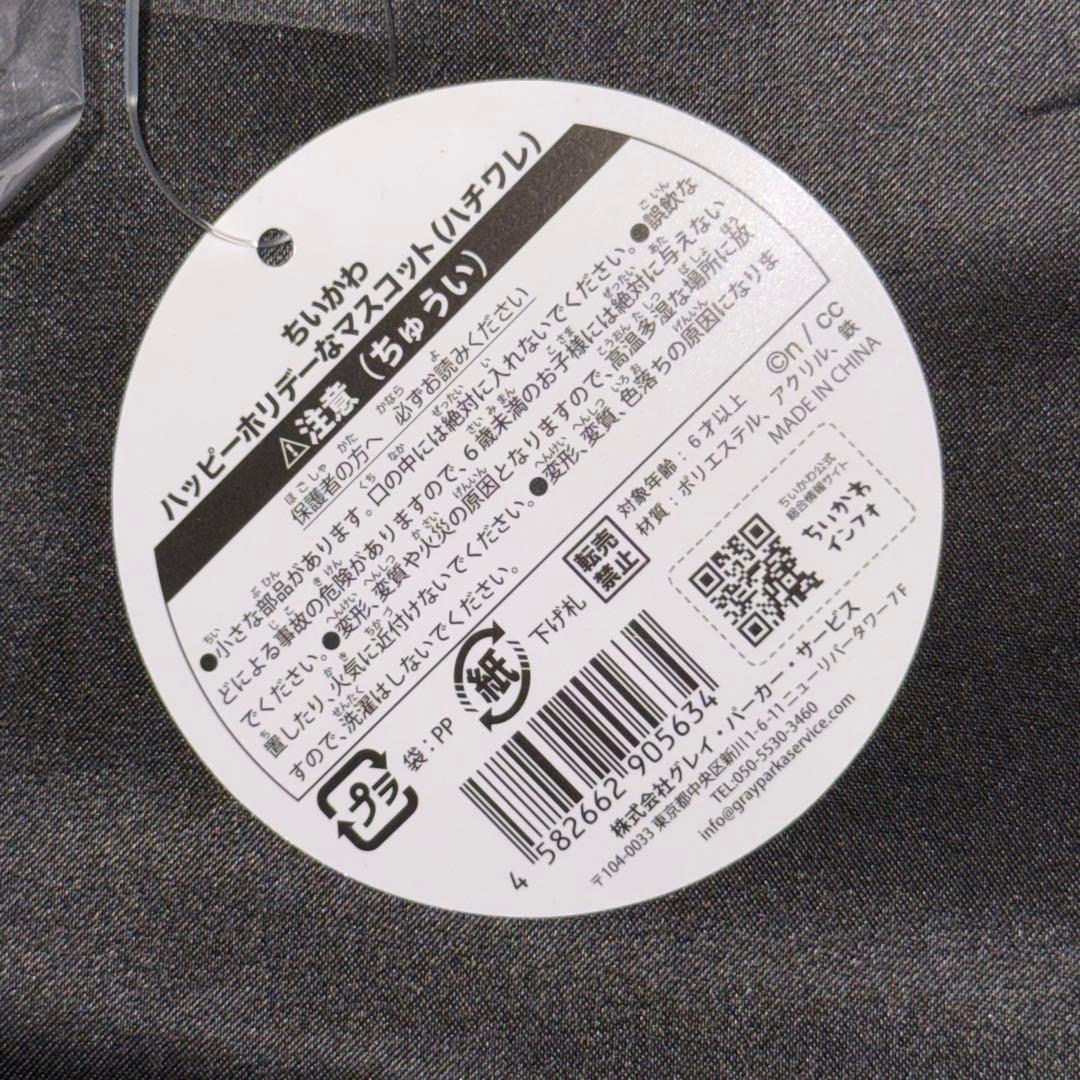 ちいかわ
ハッピーホリデーなマスコット(ハチワレ)
⚠注意（ちゅうい）
保護者の方へ 必ずお読みください
●小さな部品があります。口の中には絶対に入れないでください。●誤飲な
どによる事故の危険がありますので、6歳未満のお子様には絶対に与えない
でください。●変形、変質や火災の原因となりますので、高温多湿な場所に放
置したり、火気に近付けないでください。●変形、変質、色落ちの原因になりま
すので、洗濯はしないでください。
プラ
袋：PP
紙
下げ札
転売
禁止
対象年齢：6才以上
材質：ポリエステル、アクリル、鉄
MADE IN CHINA
©n / cc
ちいかわ公式
総合情報サイト
ちいかわ
インフォ
4 582662 905634
株式会社グレイ・パーカー・サービス
〒104-0033 東京都中央区新川1-6-11ニューリバータワー7F
TEL:050-5530-3460
info@grayparkaservice.com